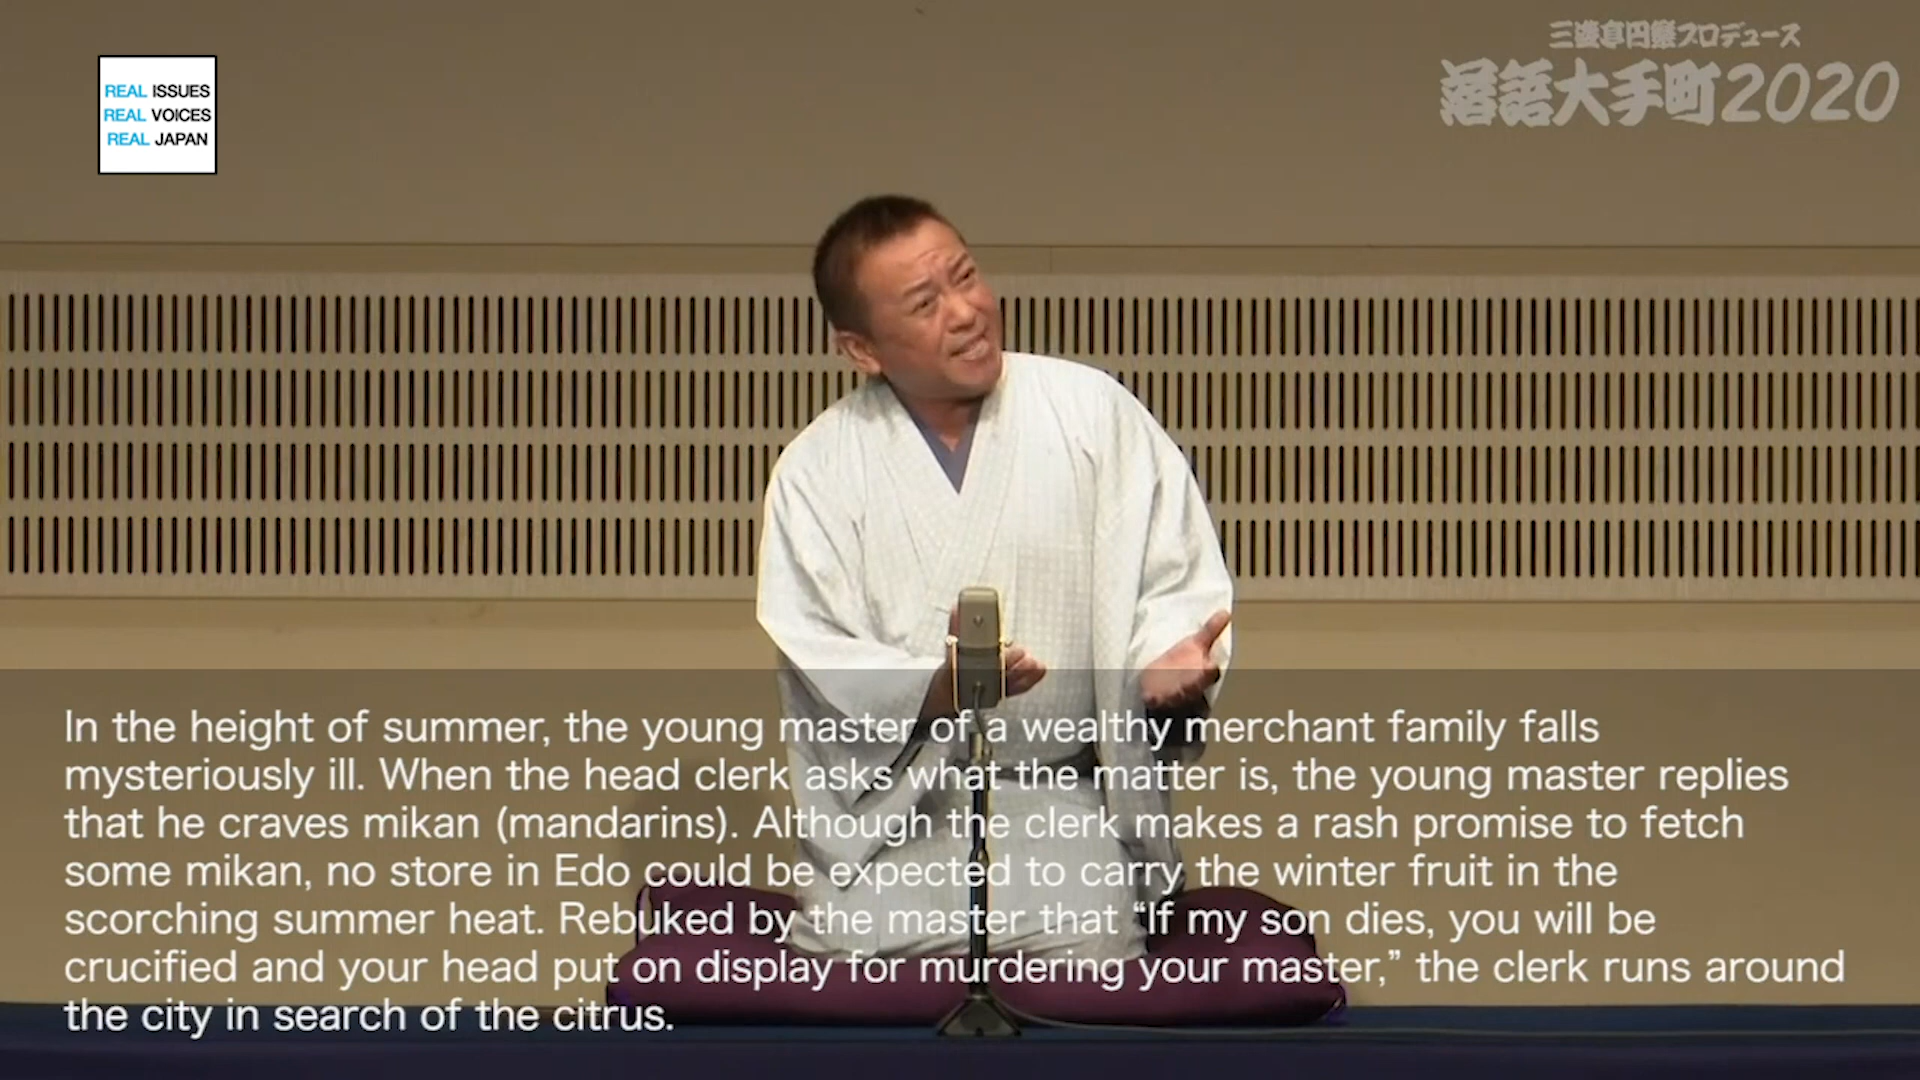 REAL ISSUES
REAL VOICES
REAL JAPAN
三遊亭円楽プロデュース
落語大手町2020
In the height of summer, the young master of a wealthy merchant family falls
mysteriously ill. When the head clerk asks what the matter is, the young master replies
that he craves mikan (mandarins). Although the clerk makes a rash promise to fetch
some mikan, no store in Edo could be expected to carry the winter fruit in the
scorching summer heat. Rebuked by the master that “If my son dies, you will be
crucified and your head put on display for murdering your master,” the clerk runs around
the city in search of the citrus.